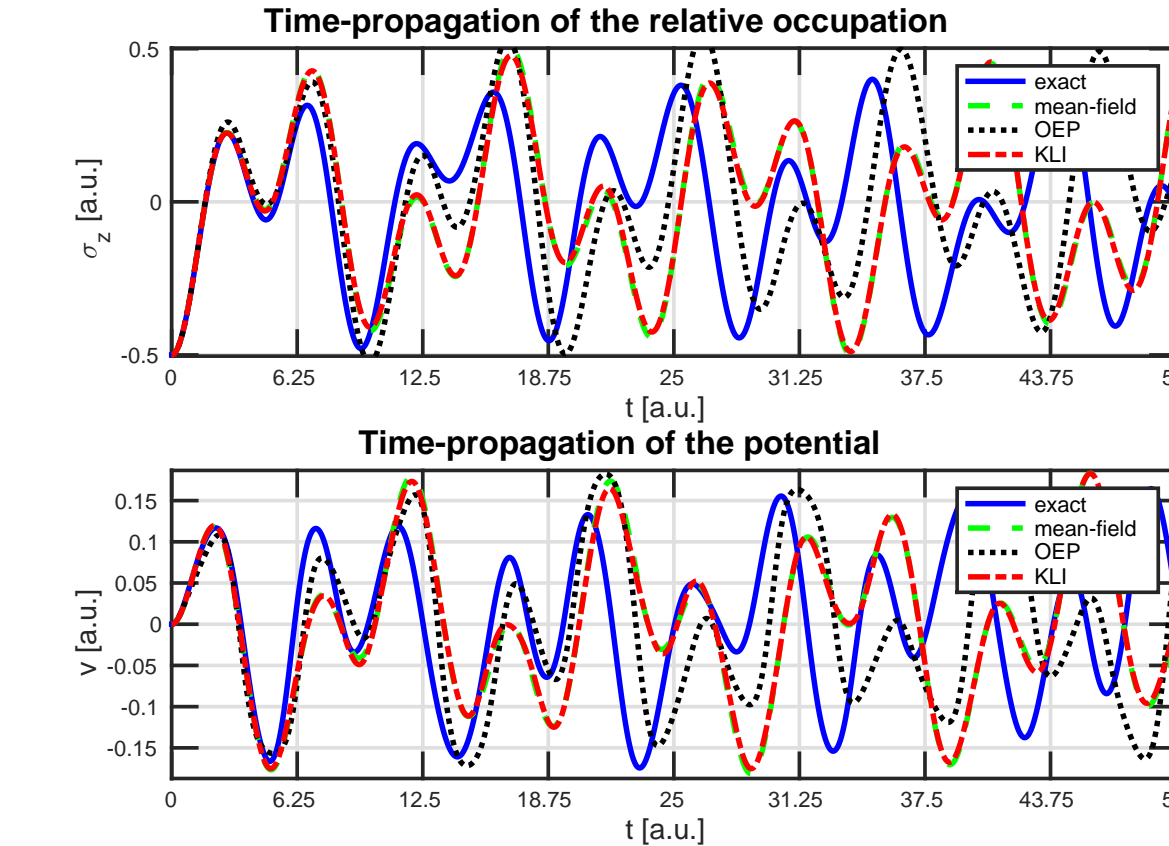 Time-propagation of the relative occupation
0.5
0
-0.5
σz [a.u.]
exact
mean-field
OEP
KLI
0 6.25 12.5 18.75 25 31.25 37.5 43.75 5
t [a.u.]
Time-propagation of the potential
0.15
0.1
0.05
0
-0.05
-0.1
-0.15
v [a.u.]
exact
mean-field
OEP
KLI
0 6.25 12.5 18.75 25 31.25 37.5 43.75 5
t [a.u.]